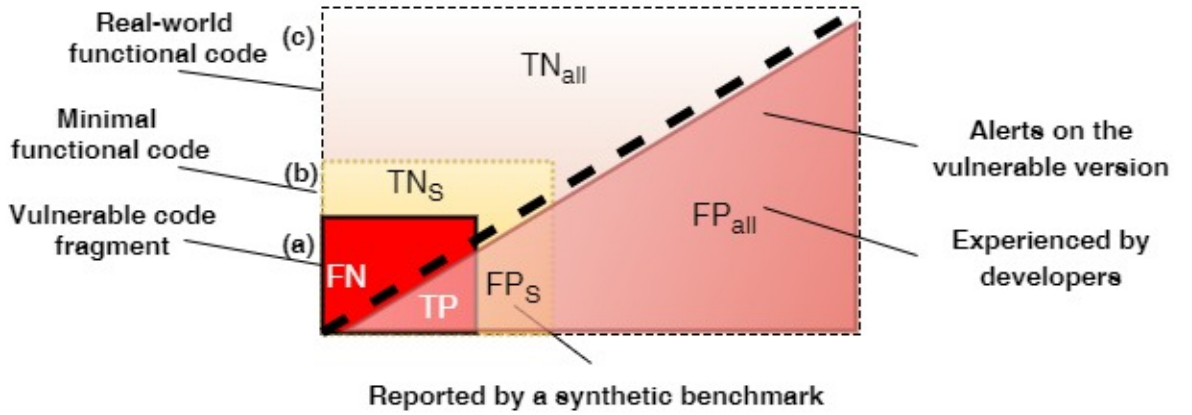 Real-world
functional code
(c)
TN_all
Minimal
functional code
(b)
TN_S
Alerts on the
vulnerable version
Vulnerable code
fragment
(a)
FN
TP
FP_S
FP_all
Experienced by
developers
Reported by a synthetic benchmark